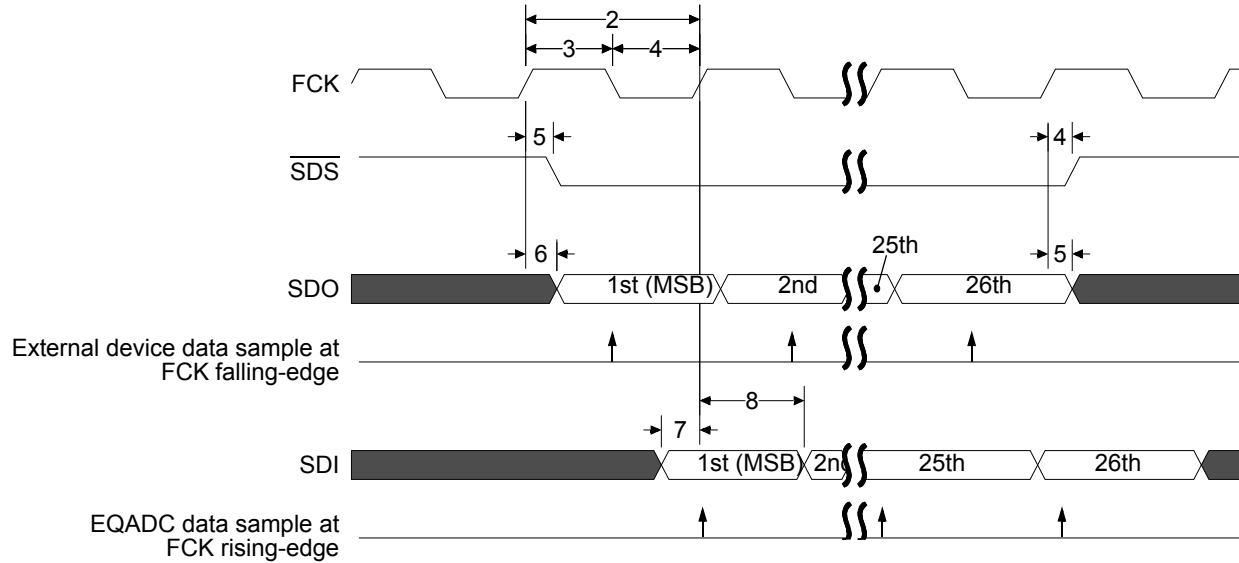 2
3 4
FCK
5 4
SDS
25th
6 5
SDO 1st (MSB) 2nd 26th
External device data sample at
FCK falling-edge
8
7
SDI 1st (MSB) 2nd 25th 26th
EQADC data sample at
FCK rising-edge